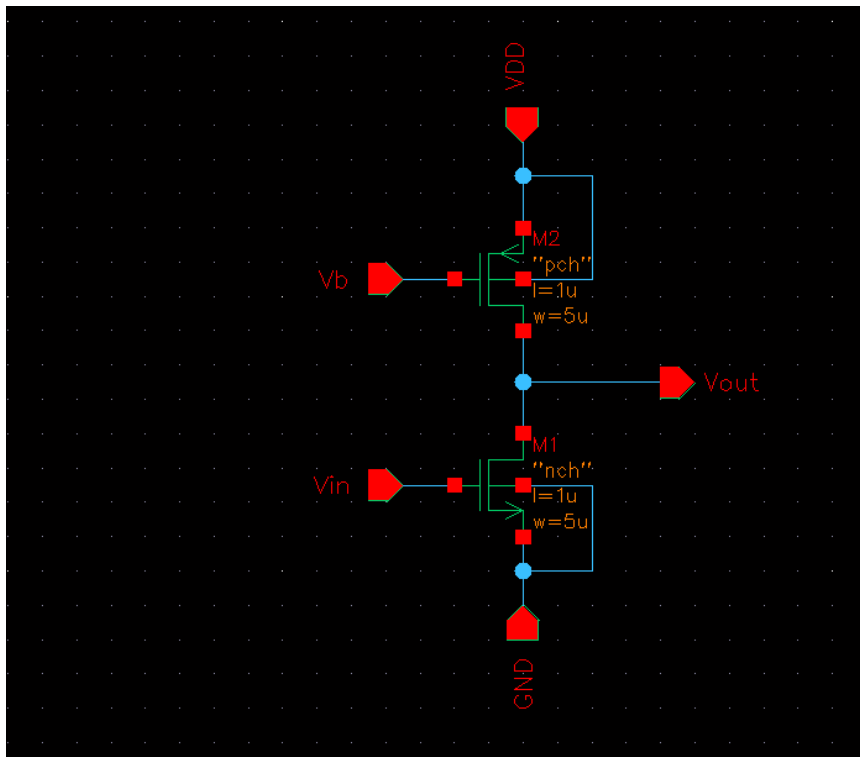 VDD
M2
"pch"
Vb
l=1u
w=5u
Vout
M1
"nch"
Vin
l=1u
w=5u
GND